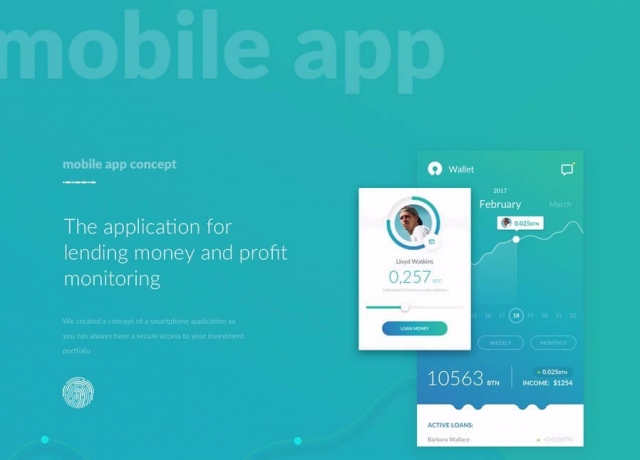 mobile app
mobile app concept
The application for
lending money and profit
monitoring
We created a concept of a smartphone application so
you can always have a secure access to your investment
portfolio
Wallet
2017
February
March
0.025BTN
Lloyd Watkins
0,257 BTC
LOAN MONEY
15 16 17 18 19 20 21 22
WEEKLY
MONTHLY
10563 BTN
+ 0.025BTN
INCOME: $1254
ACTIVE LOANS:
Barbara Wallace